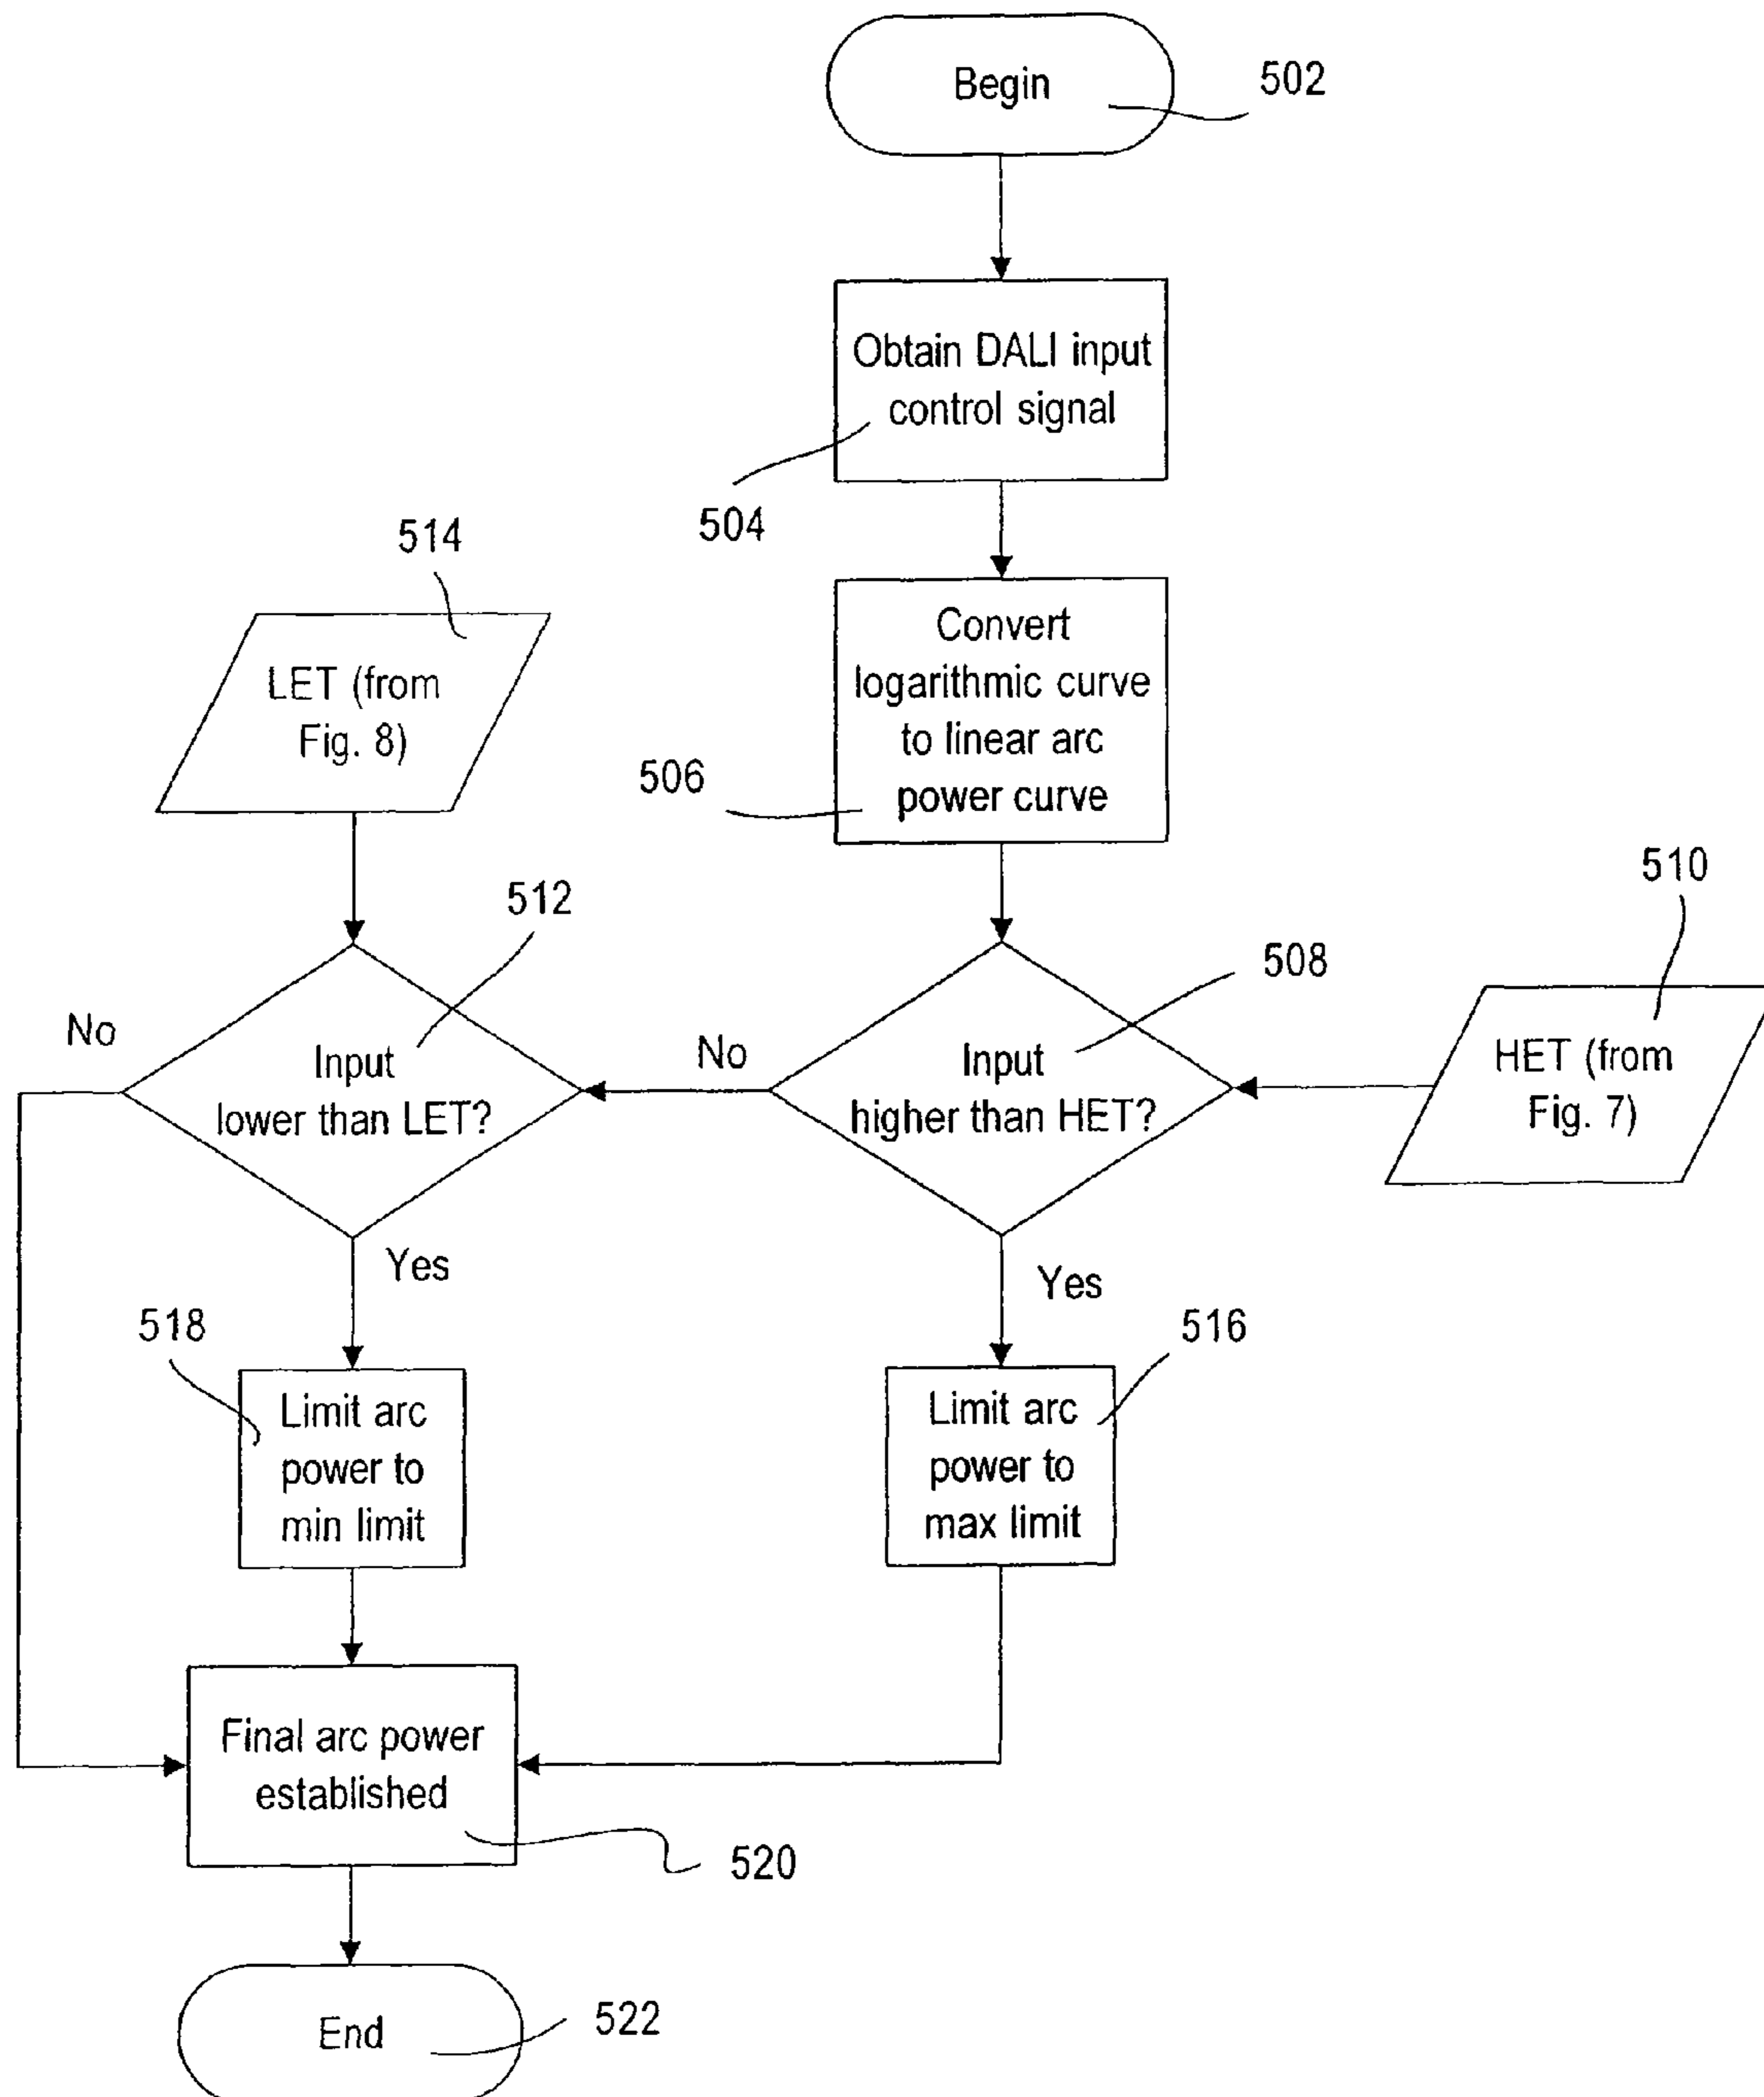 Begin
502
Obtain DALI input
control signal
504
514
Convert
logarithmic curve
to linear arc
power curve
LET (from
Fig. 8)
506
510
512
508
No
Input
lower than LET?
No
Input
higher than HET?
HET (from
Fig. 7)
Yes
Yes
518
516
Limit arc
power to
min limit
Limit arc
power to
max limit
Final arc power
established
520
End
522